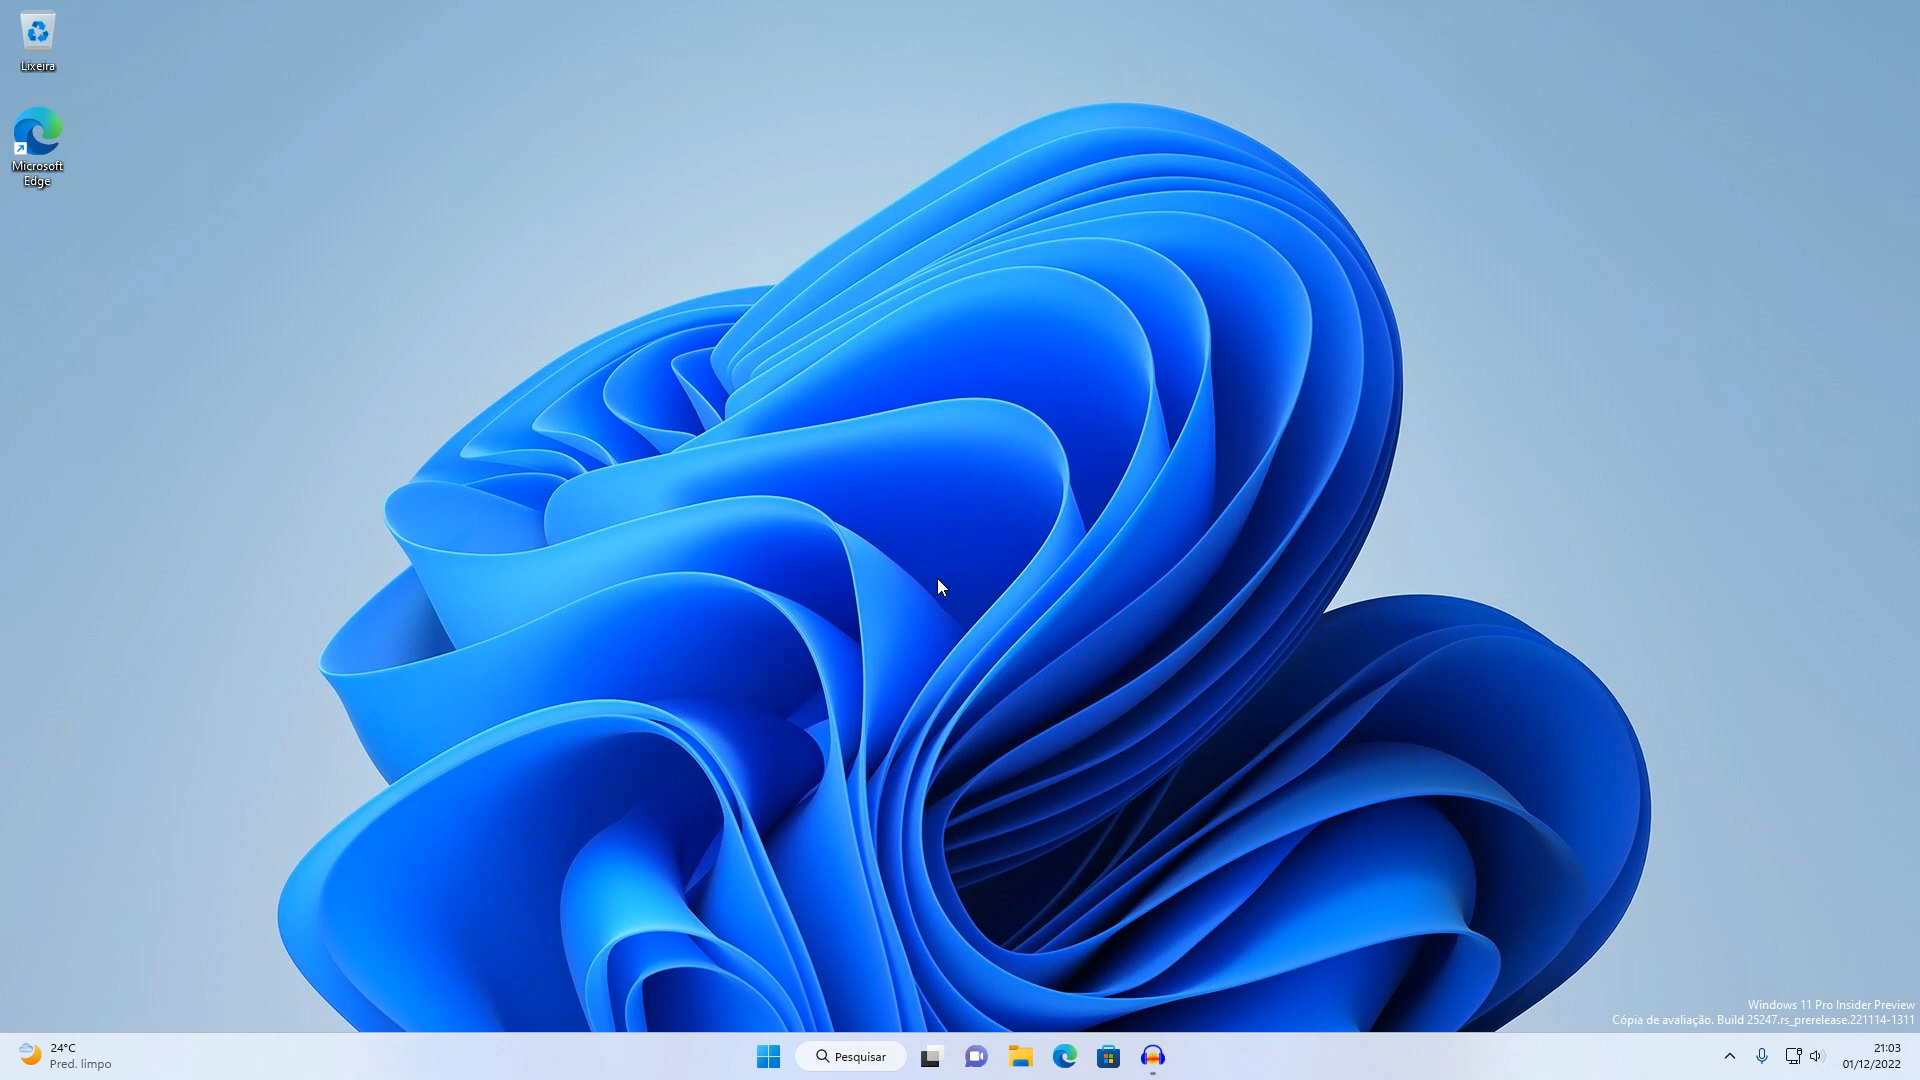 Lixeira
Microsoft
Edge
Windows 11 Pro Insider Preview
Cópia de avaliação. Build 25247.rs_prerelease.221114-1311
24°C
Pred. limpo
Pesquisar
21:03
01/12/2022